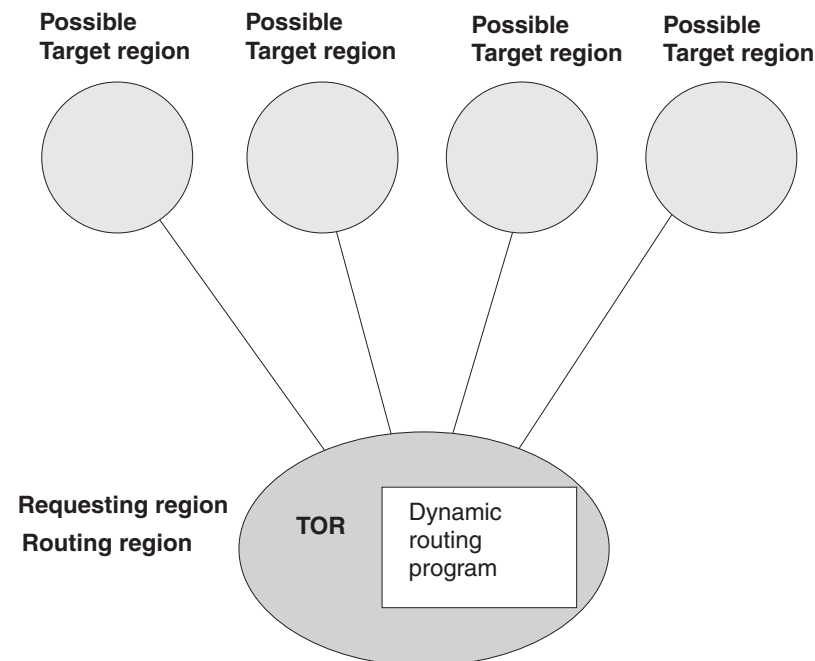 Possible
Target region
Possible
Target region
Possible
Target region
Possible
Target region
Requesting region
Routing region
TOR
Dynamic
routing
program